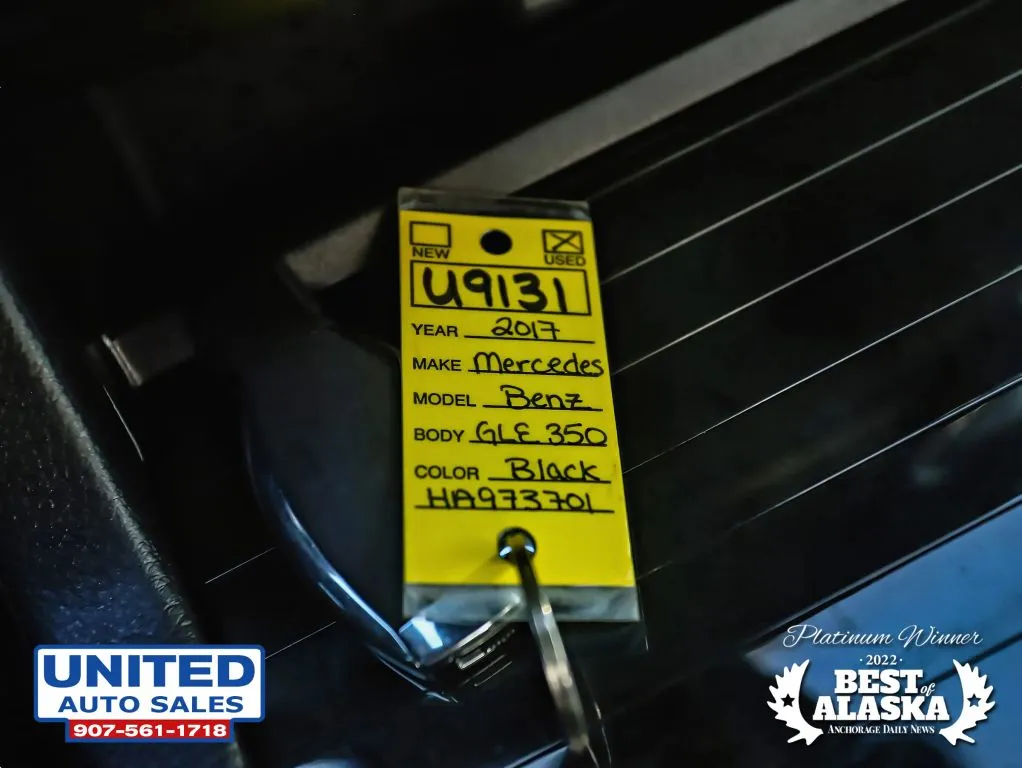 NEW USED
U9131
YEAR 2017
MAKE Mercedes
MODEL Benz
BODY GLE 350
COLOR Black
HA973701
UNITED
AUTO SALES
907-561-1718
Platinum Winner
· 2022 ·
BEST of
ALASKA
ANCHORAGE DAILY NEWS